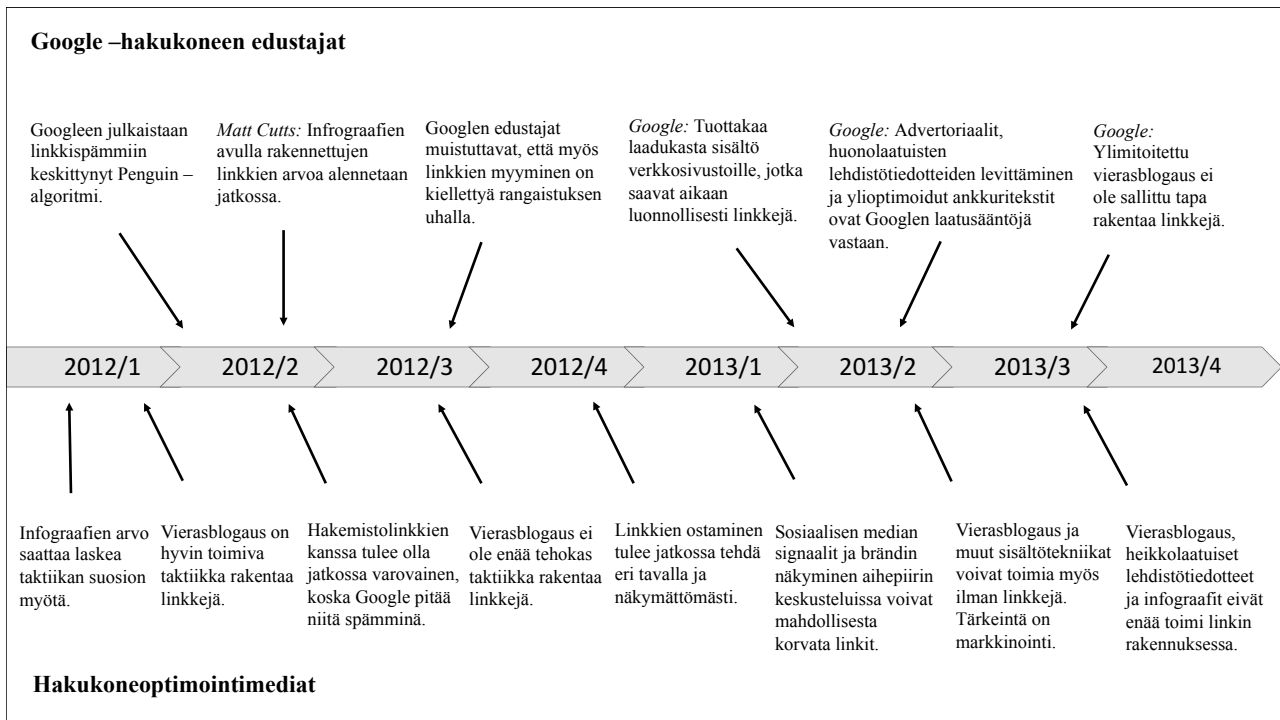 Google –hakukoneen edustajat
Googleen julkaistaan
linkkispämmiin
keskittynyt Penguin –
algoritmi.
Matt Cutts: Infrograafien
avulla rakennettujen
linkkien arvoa alennetaan
jatkossa.
Googlen edustajat
muistuttavat, että myös
linkkien myyminen on
kiellettyä rangaistuksen
uhalla.
Google: Tuottakaa
laadukasta sisältö
verkkosivustoille, jotka
saavat aikaan
luonnollisesti linkkejä.
Google: Advertoriaalit,
huonolaatuisten
lehdistötiedotteiden levittäminen
ja ylioptimoidut ankkuritekstit
ovat Googlen laatusääntöjä
vastaan.
Google:
Ylimitoitettu
vierasblogaus ei
ole sallittu tapa
rakentaa linkkejä.
2012/1
2012/2
2012/3
2012/4
2013/1
2013/2
2013/3
2013/4
Infograafien arvo
saattaa laskea
taktiikan suosion
myötä.
Vierasblogaus on
hyvin toimiva
taktiikka rakentaa
linkkejä.
Hakemistolinkkien
kanssa tulee olla
jatkossa varovainen,
koska Google pitää
niitä spämminä.
Vierasblogaus ei
ole enää tehokas
taktiikka rakentaa
linkkejä.
Linkkien ostaminen
tulee jatkossa tehdä
eri tavalla ja
näkymättömästi.
Sosiaalisen median
signaalit ja brändin
näkyminen aihepiirin
keskusteluissa voivat
mahdollisesta
korvata linkit.
Vierasblogaus ja
muut sisältötekniikat
voivat toimia myös
ilman linkkejä.
Tärkeintä on
markkinointi.
Vierasblogaus,
heikkolaatuiset
lehdistötiedotteet
ja infograafit eivät
enää toimi linkin
rakennuksessa.
Hakukoneoptimointimediat